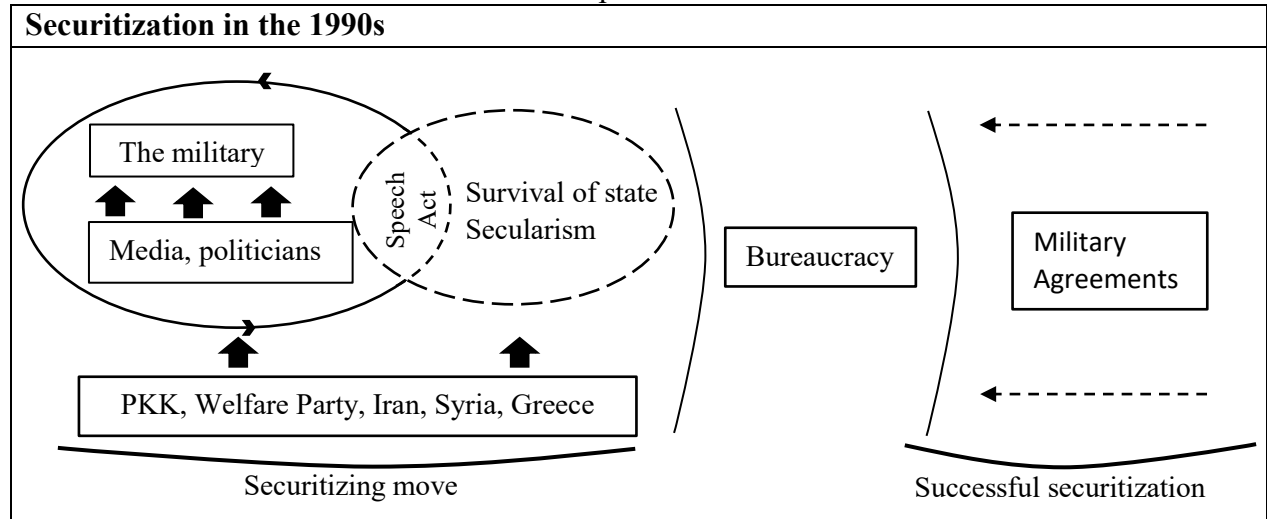 Securitization in the 1990s
The military
Media, politicians
Speech
Act
Survival of state
Secularism
Bureaucracy
Military
Agreements
PKK, Welfare Party, Iran, Syria, Greece
Securitizing move
Successful securitization